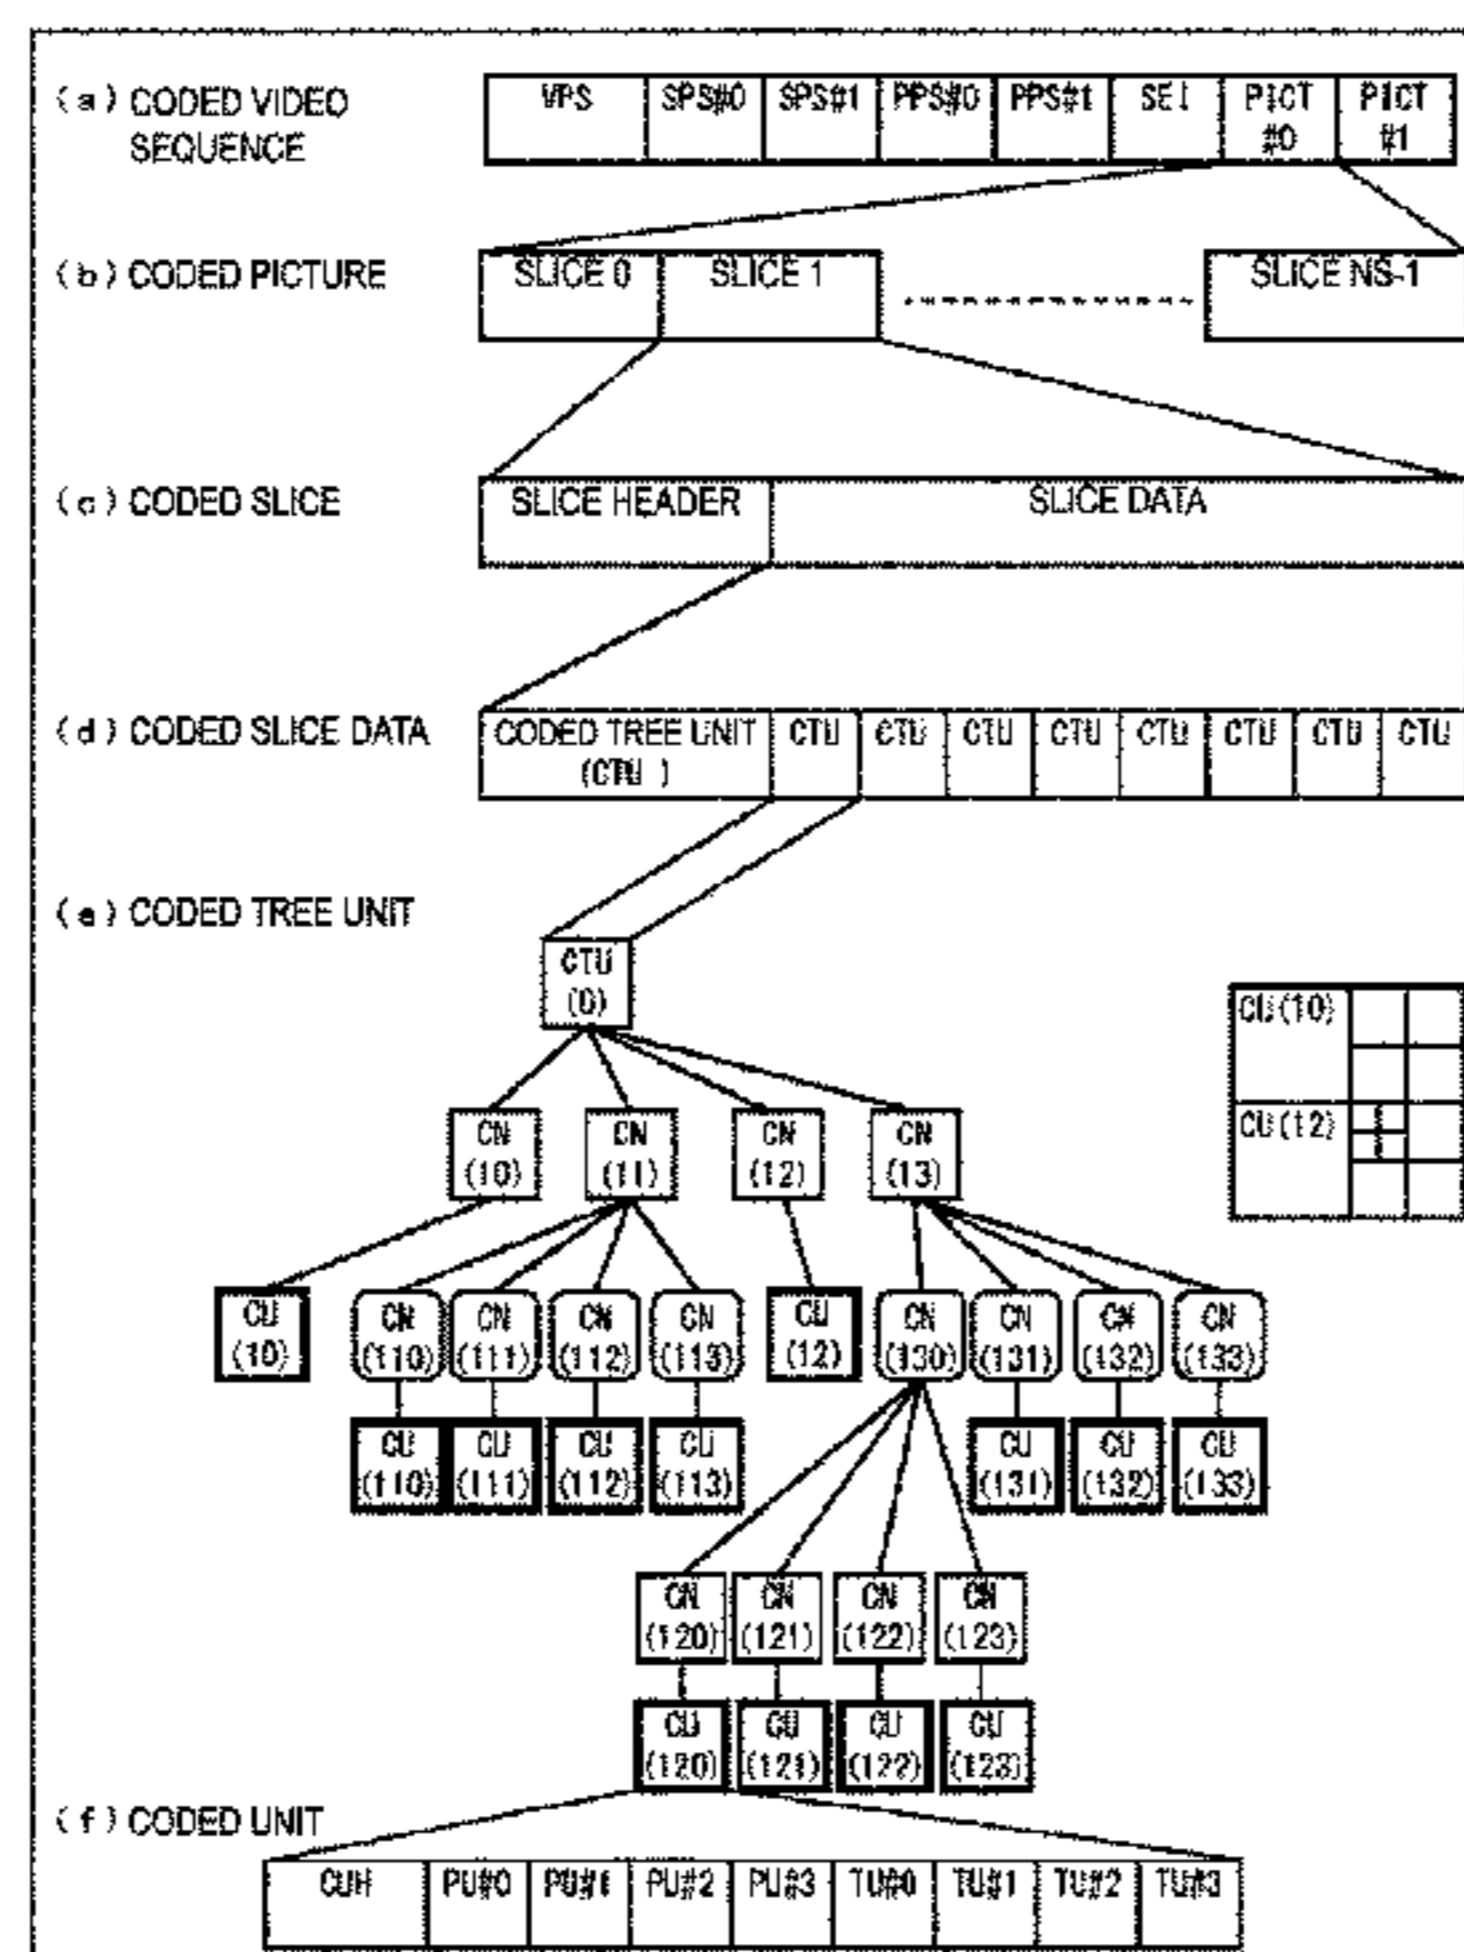 (a) CODED VIDEO
SEQUENCE
VPS SPS#0 SPS#1 PPS#0 PPS#1 SEI PICT PICT
#0 #1
(b) CODED PICTURE
SLICE 0 SLICE 1 SLICE NS-1
(c) CODED SLICE
SLICE HEADER SLICE DATA
(d) CODED SLICE DATA
CODED TREE UNIT CTU CTU CTU CTU CTU CTU CTU CTU
(CTU )
(e) CODED TREE UNIT
CTU
(0)
CU(10)
CU(12)
CN CN CN CN
(10) (11) (12) (13)
CU CN CN CN CN CU CN CN CN CN
(10) (110) (111) (112) (113) (12) (130) (131) (132) (133)
CU CU CU CU CU CU CU
(110) (111) (112) (113) (131) (132) (133)
CN CN CN CN
(120) (121) (122) (123)
CU CU CU CU
(120) (121) (122) (123)
(f) CODED UNIT
CUH PU#0 PU#1 PU#2 PU#3 TU#0 TU#1 TU#2 TU#3